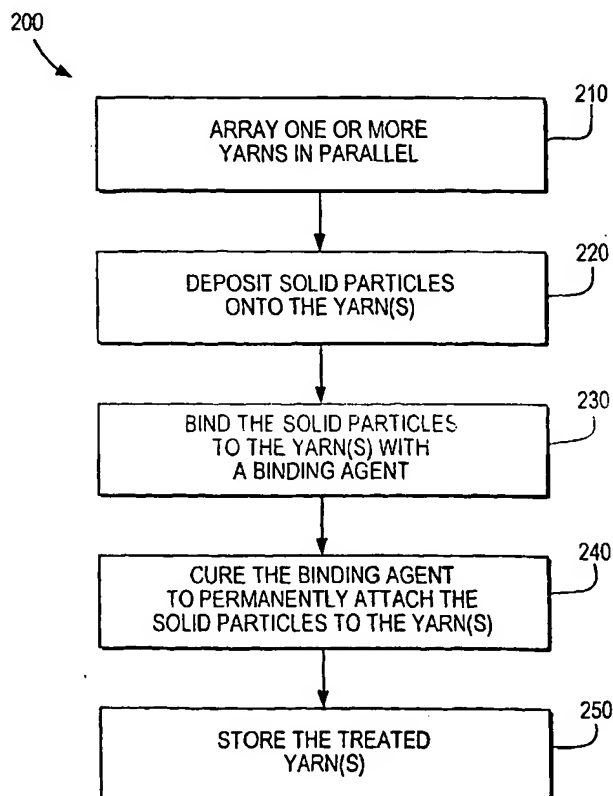 200
210
ARRAY ONE OR MORE
YARNS IN PARALLEL
220
DEPOSIT SOLID PARTICLES
ONTO THE YARN(S)
230
BIND THE SOLID PARTICLES
TO THE YARN(S) WITH
A BINDING AGENT
240
CURE THE BINDING AGENT
TO PERMANENTLY ATTACH THE
SOLID PARTICLES TO THE YARN(S)
250
STORE THE TREATED
YARN(S)